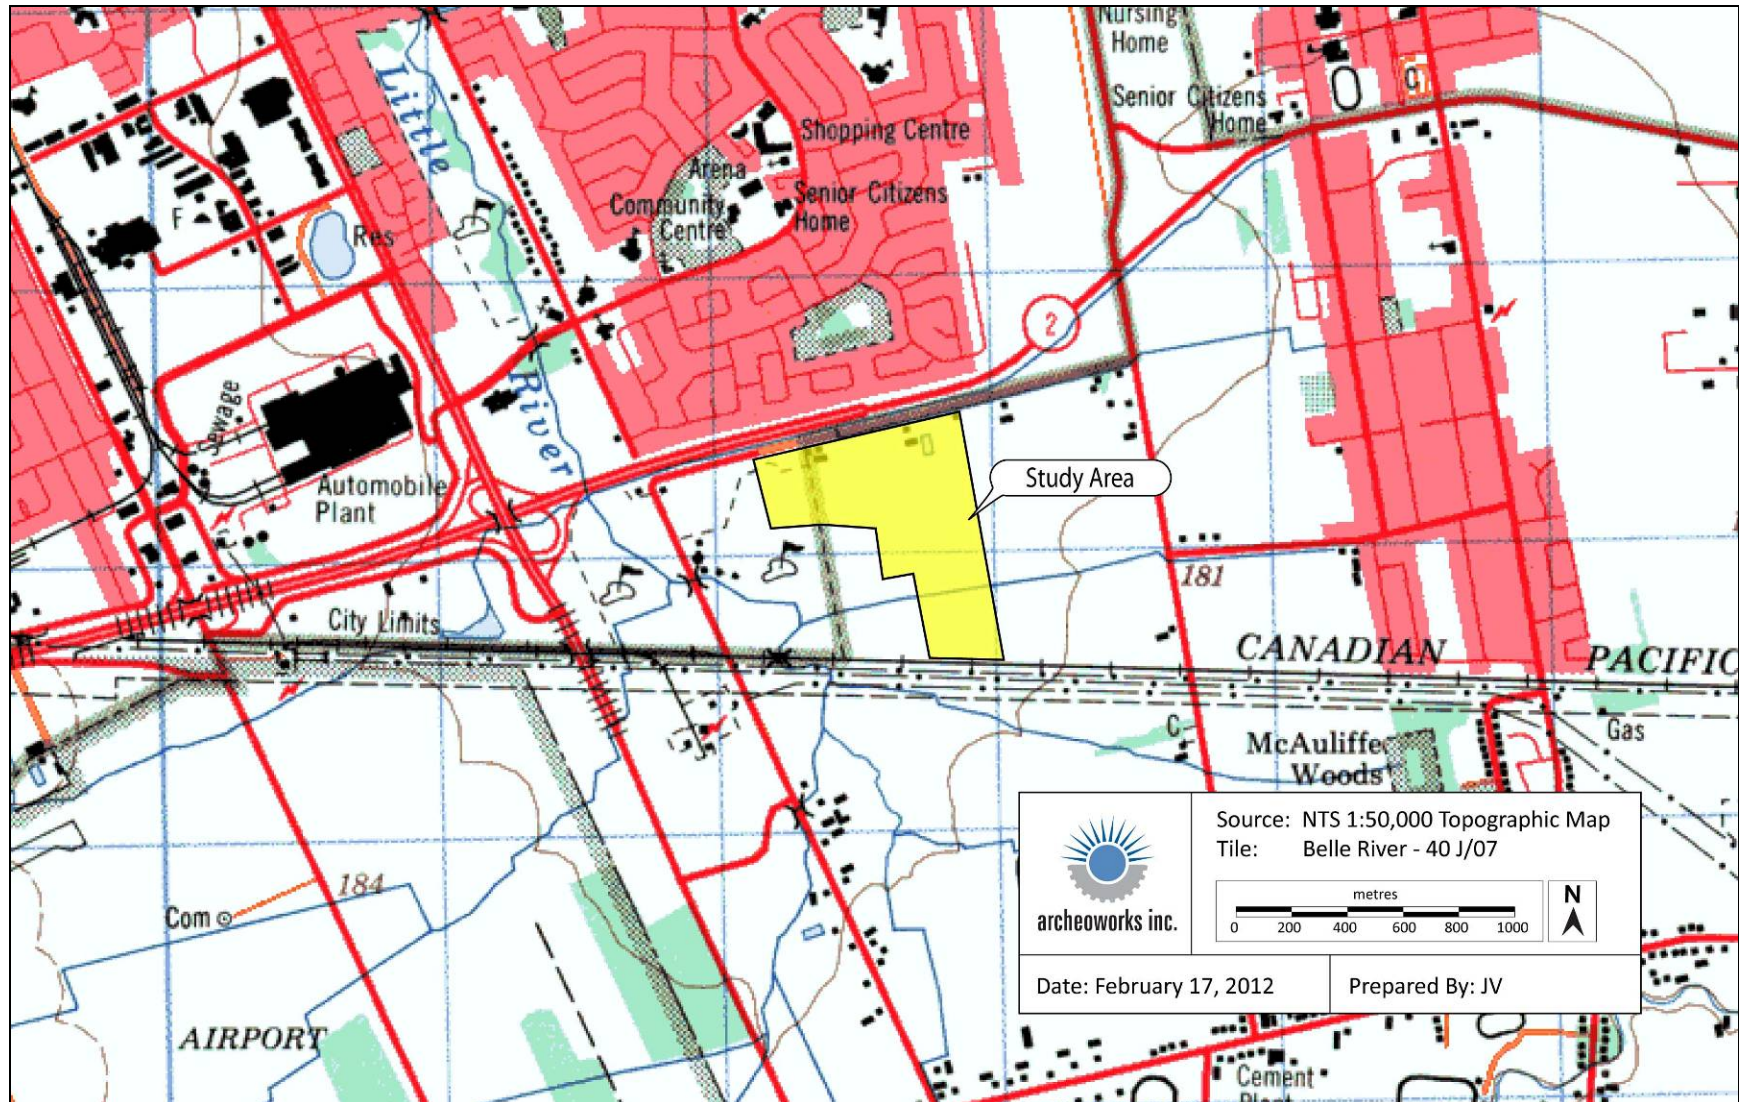 Nursing
Home
Senior Citizens
Home
C
Little
Shopping Centre
Arena
Community
Centre
Senior Citizens
Home
F
Res
2
River
Sewage
Automobile
Plant
Study Area
181
City Limits
CANADIAN PACIFIC
C
Gas
McAuliffe
Woods
184
Com
AIRPORT
archeoworks inc.
Source: NTS 1:50,000 Topographic Map
Tile: Belle River - 40 J/07
metres
0 200 400 600 800 1000
N
Date: February 17, 2012
Prepared By: JV
Cement